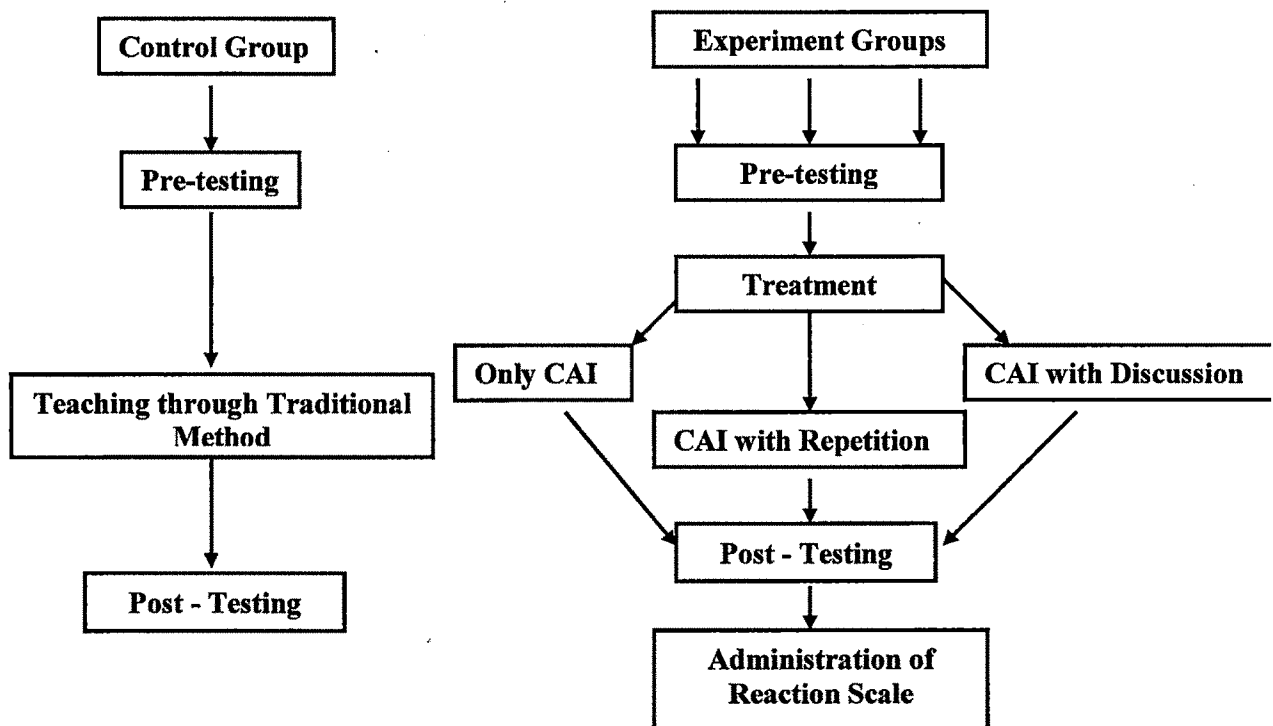 Control Group
Pre-testing
Teaching through Traditional
Method
Post - Testing
Experiment Groups
Pre-testing
Treatment
Only CAI
CAI with Repetition
CAI with Discussion
Post - Testing
Administration of
Reaction Scale